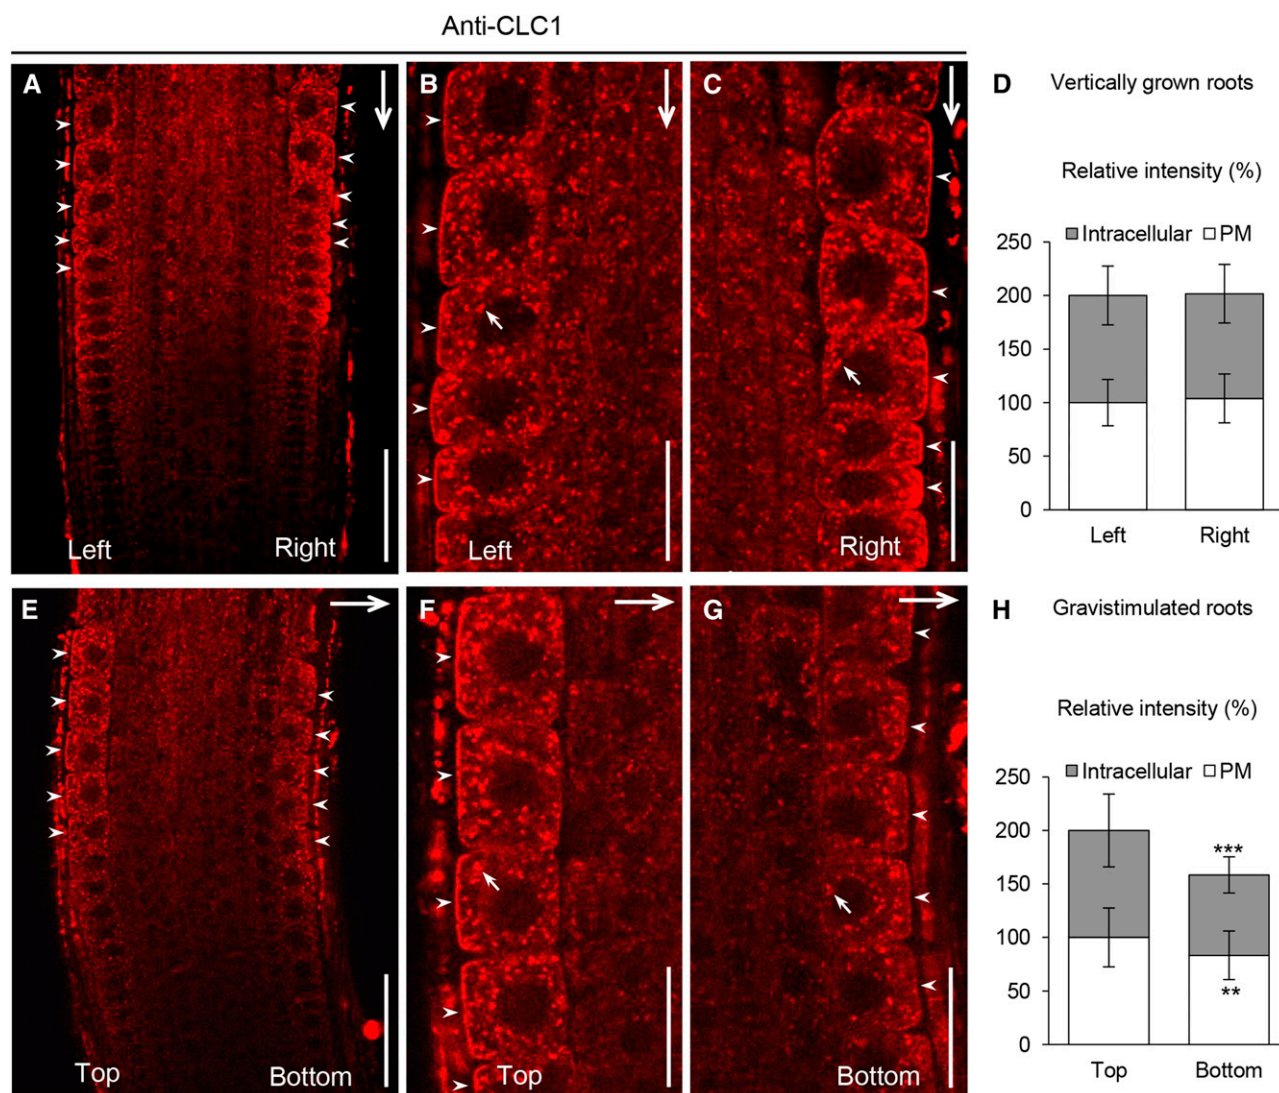 Anti-CLC1
A
Left
Right
B
Left
C
Right
D Vertically grown roots
Relative intensity (%)
Intracellular PM
250
200
150
100
50
0
Left Right
E
Top
Bottom
F
Top
G
Bottom
H Gravistimulated roots
Relative intensity (%)
Intracellular PM
250
200
150
100
50
0
***
**
Top Bottom